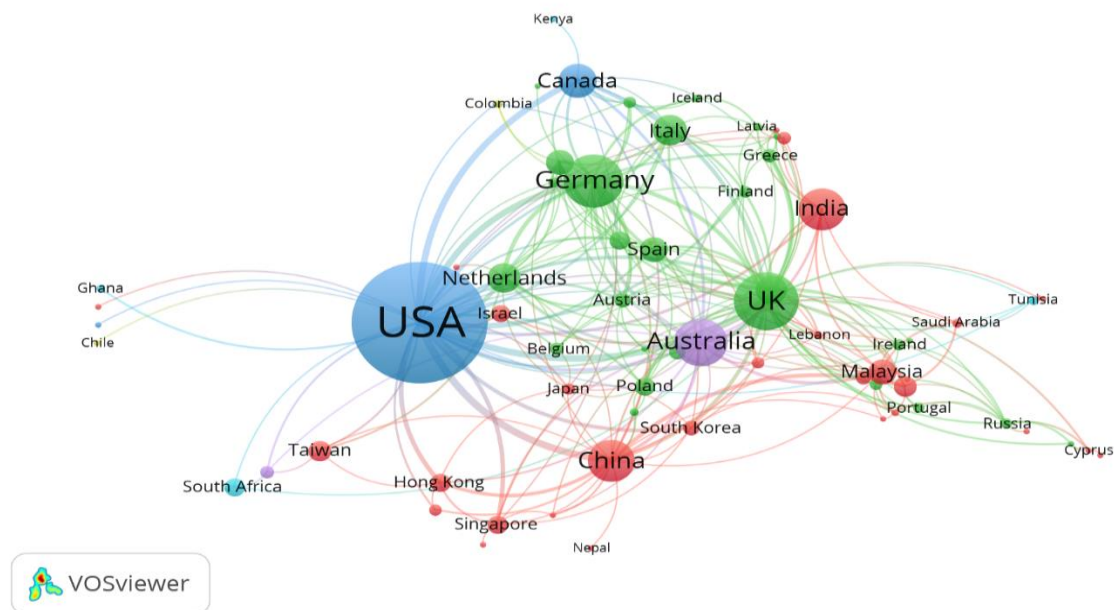 Kenya
Canada
Colombia
Iceland
Italy
Latvia
Greece
Germany
Finland
India
Spain
Netherlands
Ghana
Austria
UK
Tunisia
USA
Israel
Saudi Arabia
Lebanon
Chile
Australia
Ireland
Belgium
Malaysia
Japan
Poland
Portugal
Russia
South Korea
Taiwan
Cyprus
China
Hong Kong
South Africa
Singapore
Nepal
VOSviewer